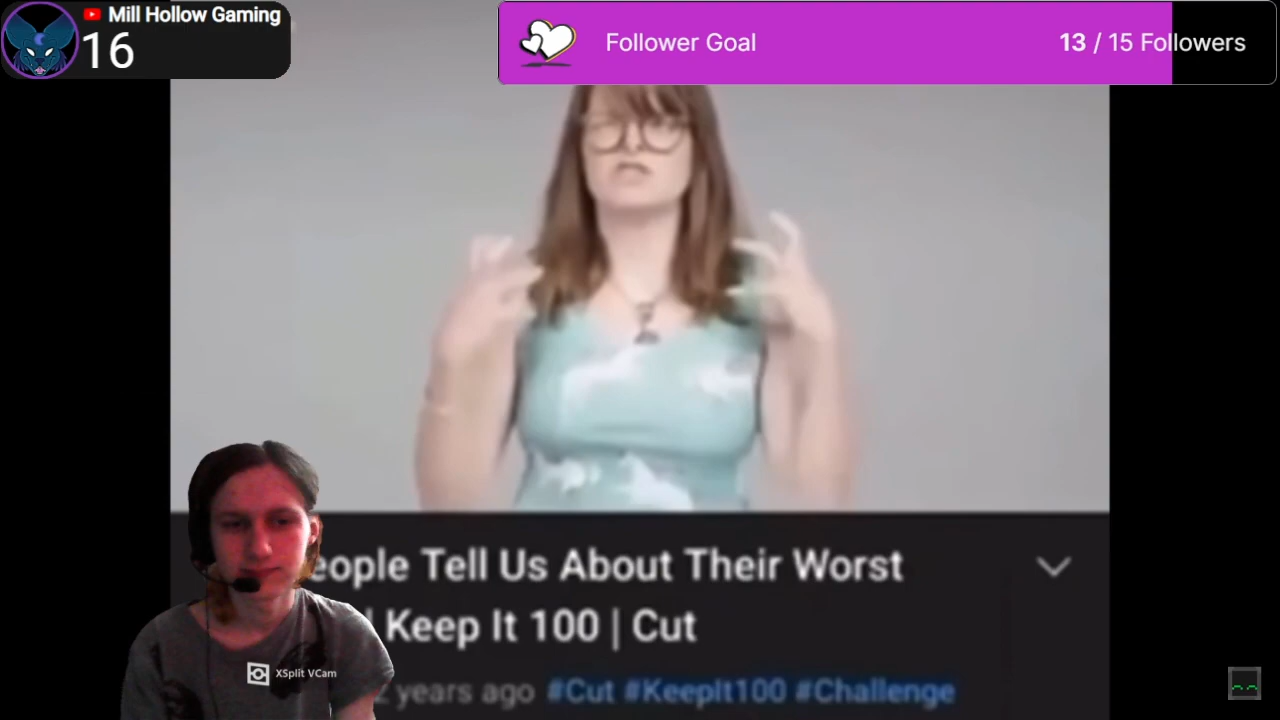 Mill Hollow Gaming
16
Follower Goal
13 / 15 Followers
Tell Us About Their Worst
| Keep It 100 | Cut
2 years ago #Cut #KeepIt100 #Challenge
XSplit VCam